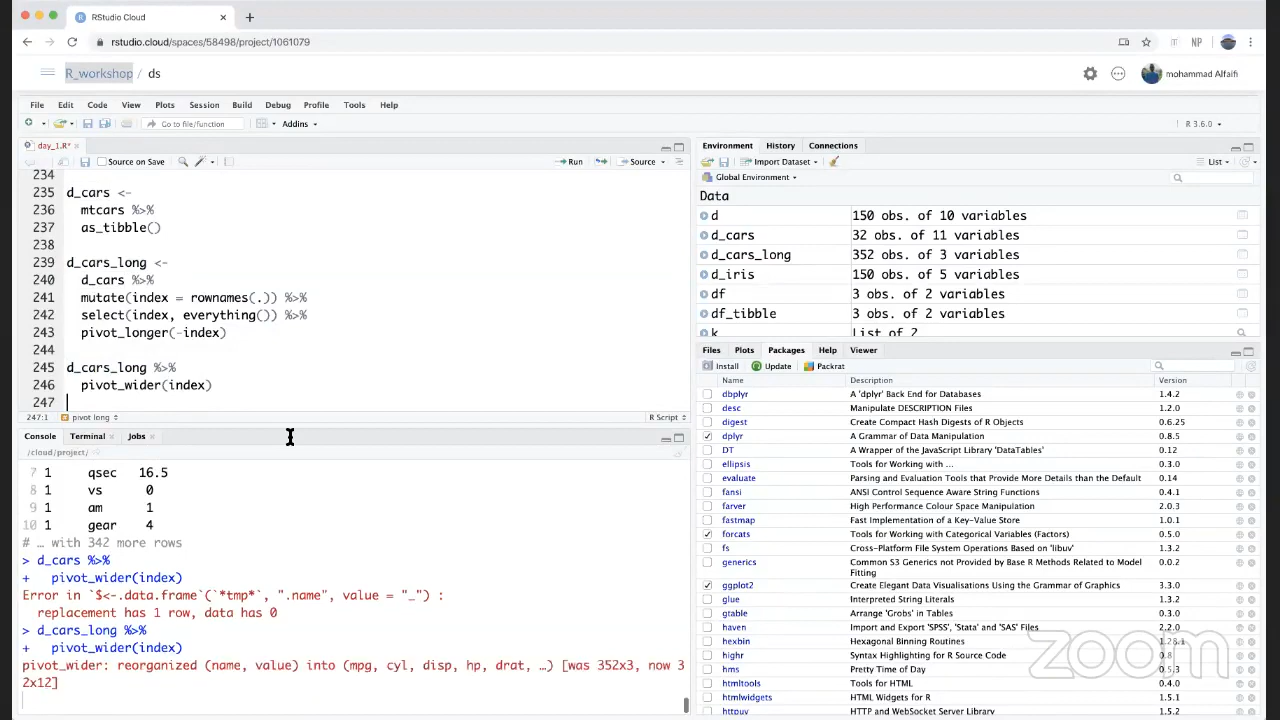 RStudio Cloud
rstudio.cloud/spaces/58498/project/1061079
NP
R_workshop / ds
mohammad Alfaifi
File Edit Code View Plots Session Build Debug Profile Tools Help
Go to file/function
Addins
R 3.6.0
day_1.R*
Source on Save
Run
Source
234
235 d_cars <-
236 mtcars %>%
237 as_tibble()
238
239 d_cars_long <-
240 d_cars %>%
241 mutate(index = rownames(.)) %>%
242 select(index, everything()) %>%
243 pivot_longer(-index)
244
245 d_cars_long %>%
246 pivot_wider(index)
247
247:1 pivot long R Script
Console Terminal Jobs
/cloud/project/
7 1 qsec 16.5
8 1 vs 0
9 1 am 1
10 1 gear 4
# … with 342 more rows
> d_cars %>%
+ pivot_wider(index)
Error in `$<-.data.frame`(`*tmp*`, ".name", value = "_") :
replacement has 1 row, data has 0
> d_cars_long %>%
+ pivot_wider(index)
pivot_wider: reorganized (name, value) into (mpg, cyl, disp, hp, drat, …) [was 352x3, now 3
2x12]
Environment History Connections
Import Dataset
List
Global Environment
Data
d 150 obs. of 10 variables
d_cars 32 obs. of 11 variables
d_cars_long 352 obs. of 3 variables
d_iris 150 obs. of 5 variables
df 3 obs. of 2 variables
df_tibble 3 obs. of 2 variables
k List of 2
Files Plots Packages Help Viewer
Install Update Packrat
Name Description Version
dbplyr A 'dplyr' Back End for Databases 1.4.2
desc Manipulate DESCRIPTION Files 1.2.0
digest Create Compact Hash Digests of R Objects 0.6.25
dplyr A Grammar of Data Manipulation 0.8.5
DT A Wrapper of the JavaScript Library 'DataTables' 0.12
ellipsis Tools for Working with ... 0.3.0
evaluate Parsing and Evaluation Tools that Provide More Details than the Default 0.14
fansi ANSI Control Sequence Aware String Functions 0.4.1
farver High Performance Colour Space Manipulation 2.0.3
fastmap Fast Implementation of a Key-Value Store 1.0.1
forcats Tools for Working with Categorical Variables (Factors) 0.5.0
fs Cross-Platform File System Operations Based on 'libuv' 1.3.2
generics Common S3 Generics not Provided by Base R Methods Related to Model 0.0.2
Fitting
ggplot2 Create Elegant Data Visualisations Using the Grammar of Graphics 3.3.0
glue Interpreted String Literals 1.3.2
gtable Arrange 'Grobs' in Tables 0.3.0
haven Import and Export 'SPSS', 'Stata' and 'SAS' Files 2.2.0
hexbin Hexagonal Binning Routines 1.28.1
highr Syntax Highlighting for R Source Code 0.8
hms Pretty Time of Day 0.5.3
htmltools Tools for HTML 0.4.0
htmlwidgets HTML Widgets for R 1.5.1
httpuv HTTP and WebSocket Server Library 1.5.2
zoom